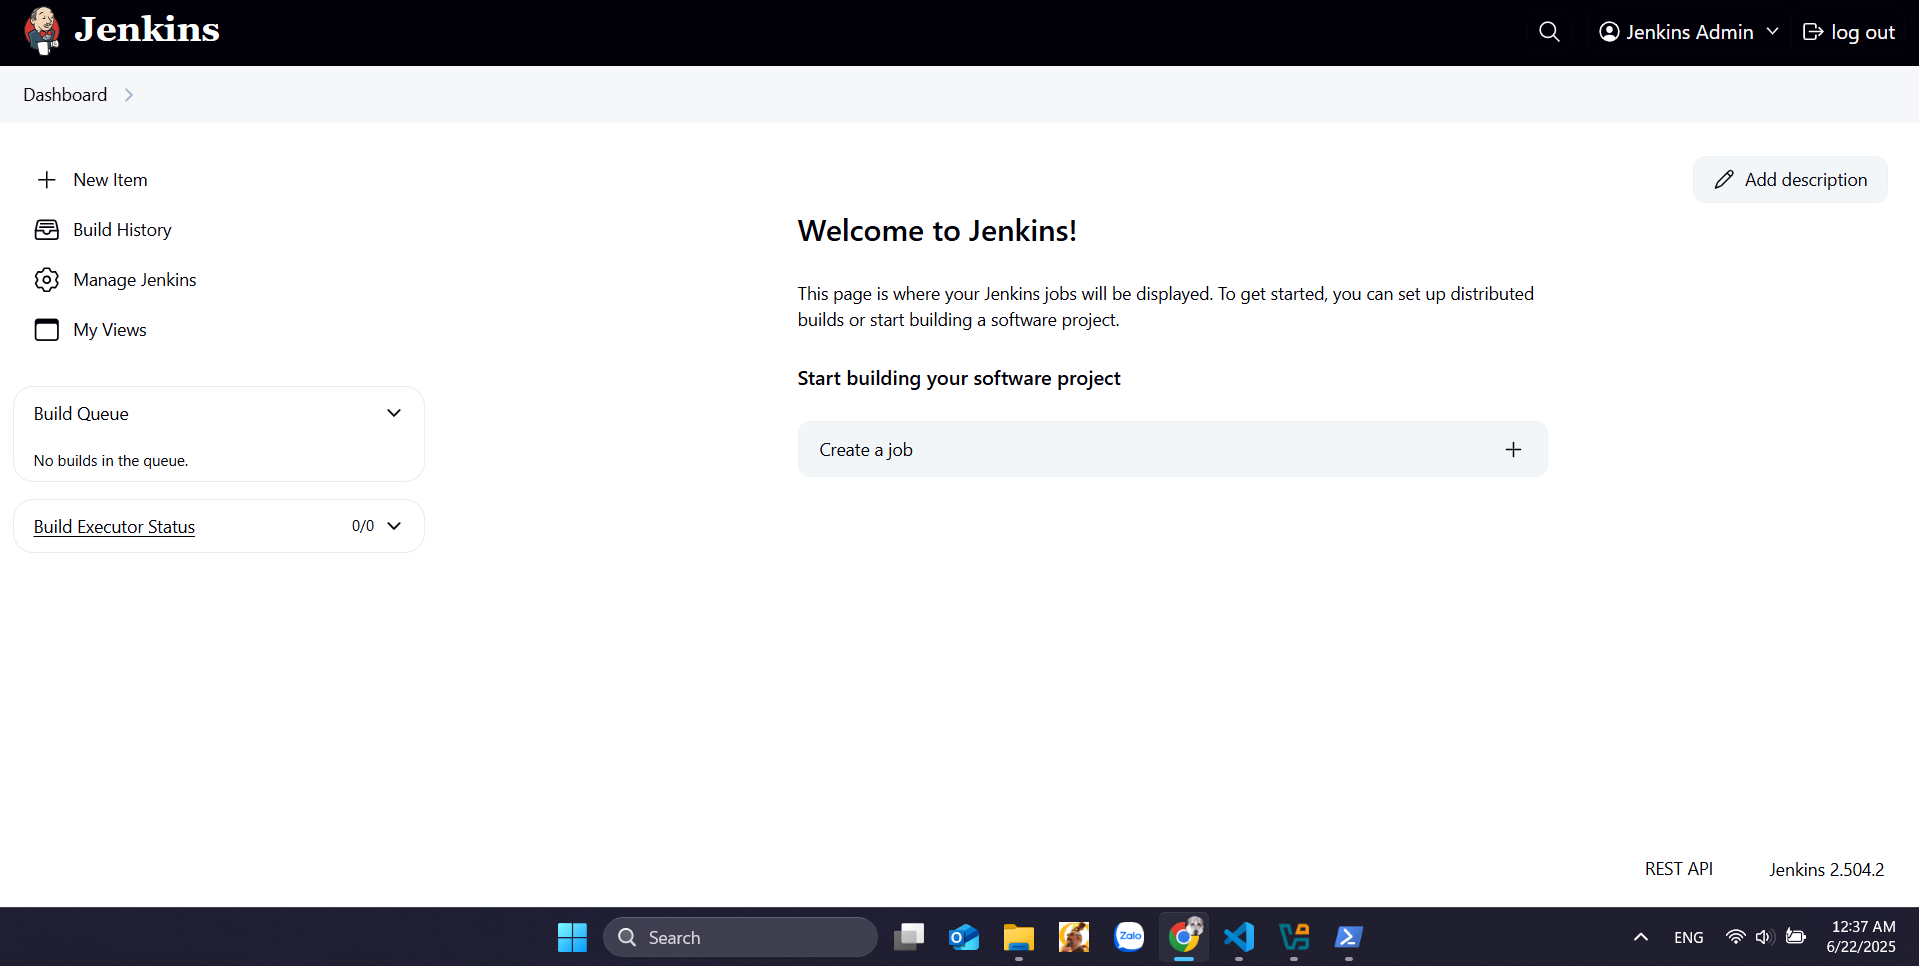 Jenkins
Jenkins Admin
log out
Dashboard
New Item
Build History
Manage Jenkins
My Views
Build Queue
No builds in the queue.
Build Executor Status
0/0
Add description
Welcome to Jenkins!
This page is where your Jenkins jobs will be displayed. To get started, you can set up distributed
builds or start building a software project.
Start building your software project
Create a job
REST API
Jenkins 2.504.2
Search
Zalo
ENG
12:37 AM
6/22/2025